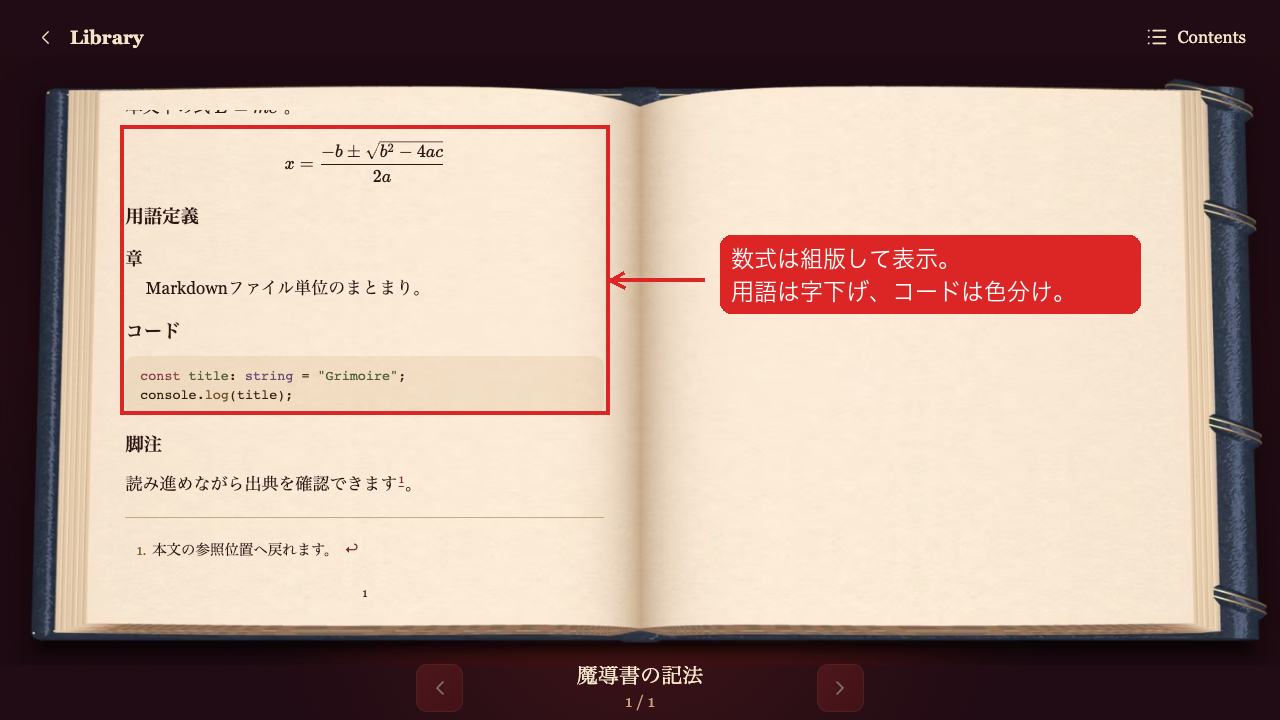 Library
Contents
x = \frac{-b \pm \sqrt{b^2 - 4ac}}{2a}
用語定義
章
Markdownファイル単位のまとまり。
コード
const title: string = "Grimoire";
console.log(title);
脚注
読み進めながら出典を確認できます1。
1. 本文の参照位置へ戻れます。 ↩
1
数式は組版して表示。
用語は字下げ、コードは色分け。
魔導書の記法
1 / 1